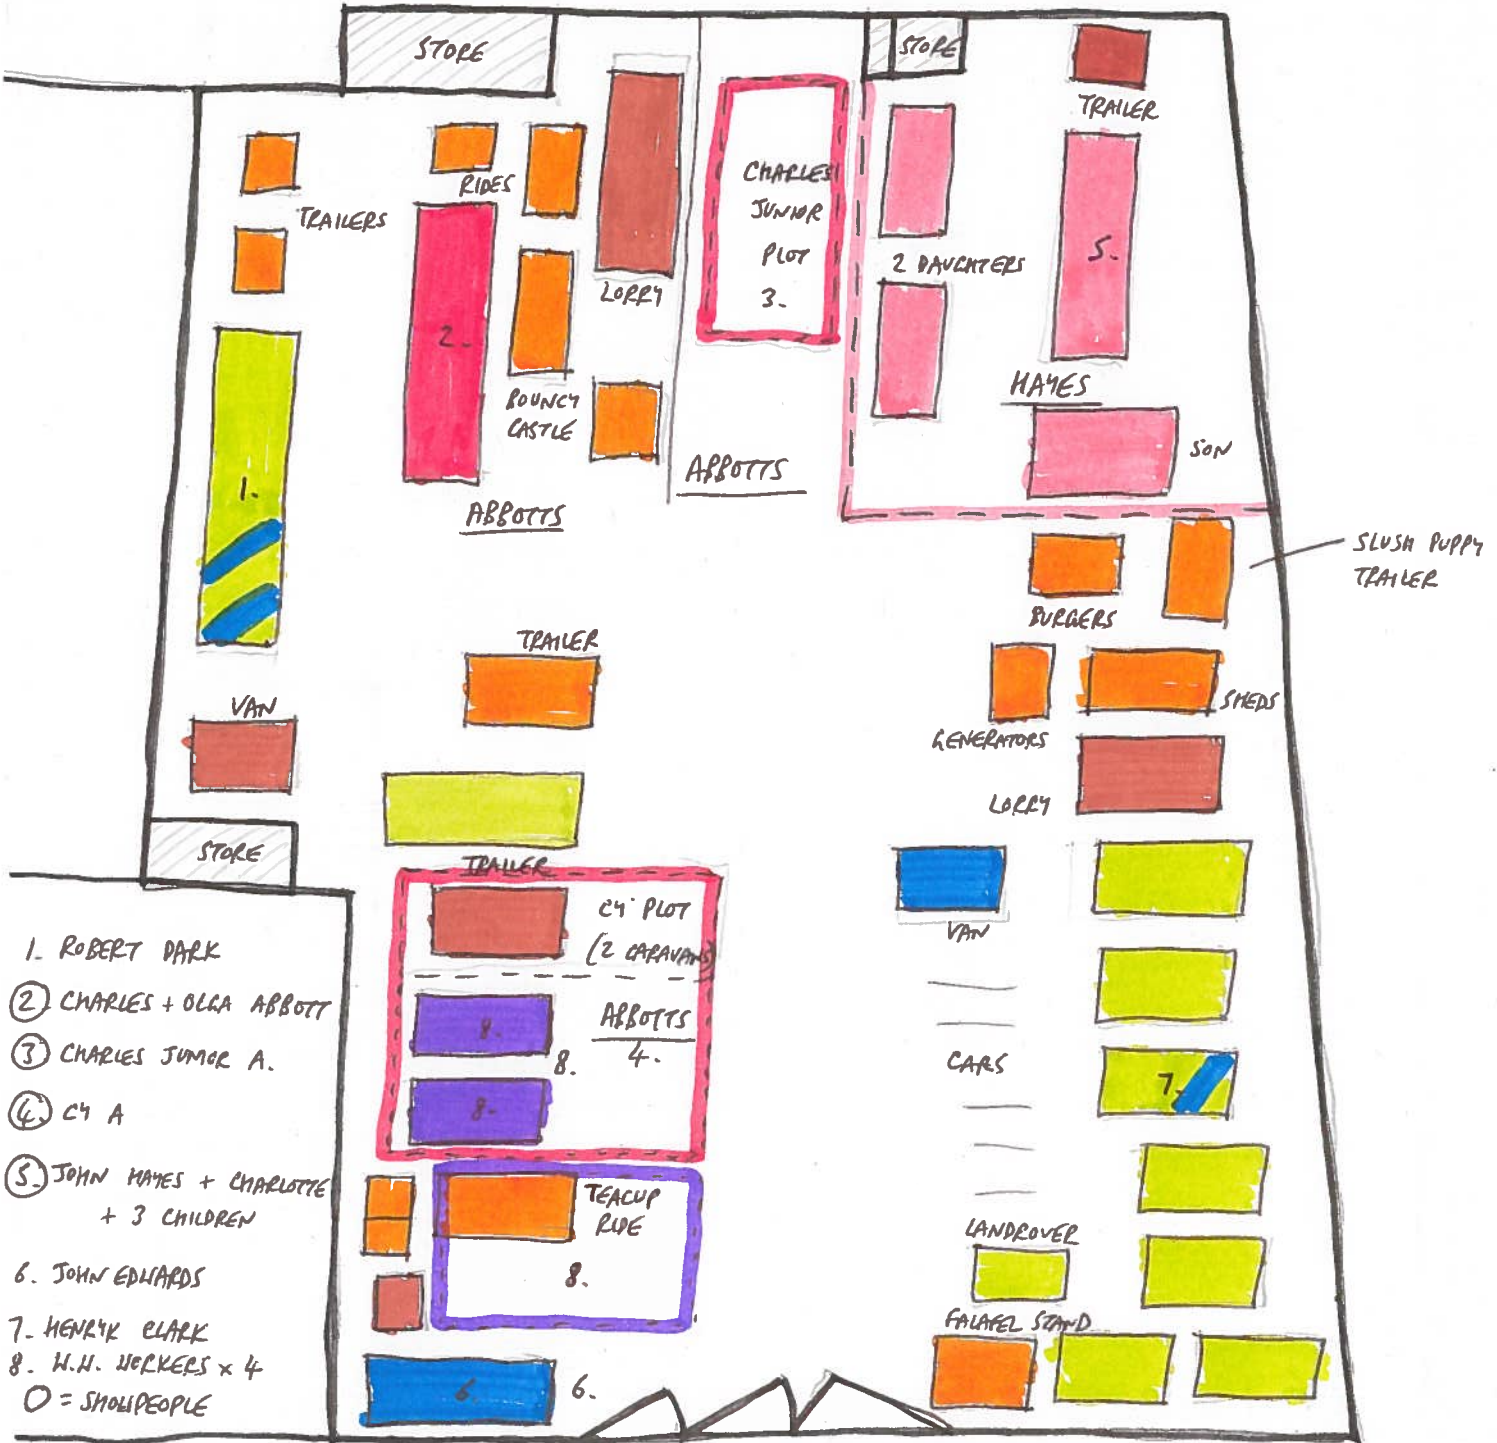 STORE
STORE
TRAILER
TRAILERS
RIDES
LORRY
CHARLES
JUNIOR
PLOT
3.
2 DAUGHTERS
5.
2.
BOUNCY
CASTLE
HAYES
SON
ABBOTTS
ABBOTTS
1.
SLUSH PUPPY
TRAILER
BURGERS
TRAILER
SHEDS
GENERATORS
VAN
LORRY
STORE
TRAILER
CY PLOT
(2 CARAVANS)
VAN
ABBOTTS
4.
8.
8.
8.
CARS
7.
TEACUP
RIDE
8.
LANDROVER
FALAFEL STAND
6
6.
1. ROBERT DARK
2. CHARLES + OLGA ABBOTT
3 CHARLES JUNIOR A.
4. CY A
5. JOHN HAYES + CHARLOTTE
+ 3 CHILDREN
6. JOHN EDWARDS
7. HENRYK CLARK
8. W.W. WORKERS x 4
O = SHOWPEOPLE